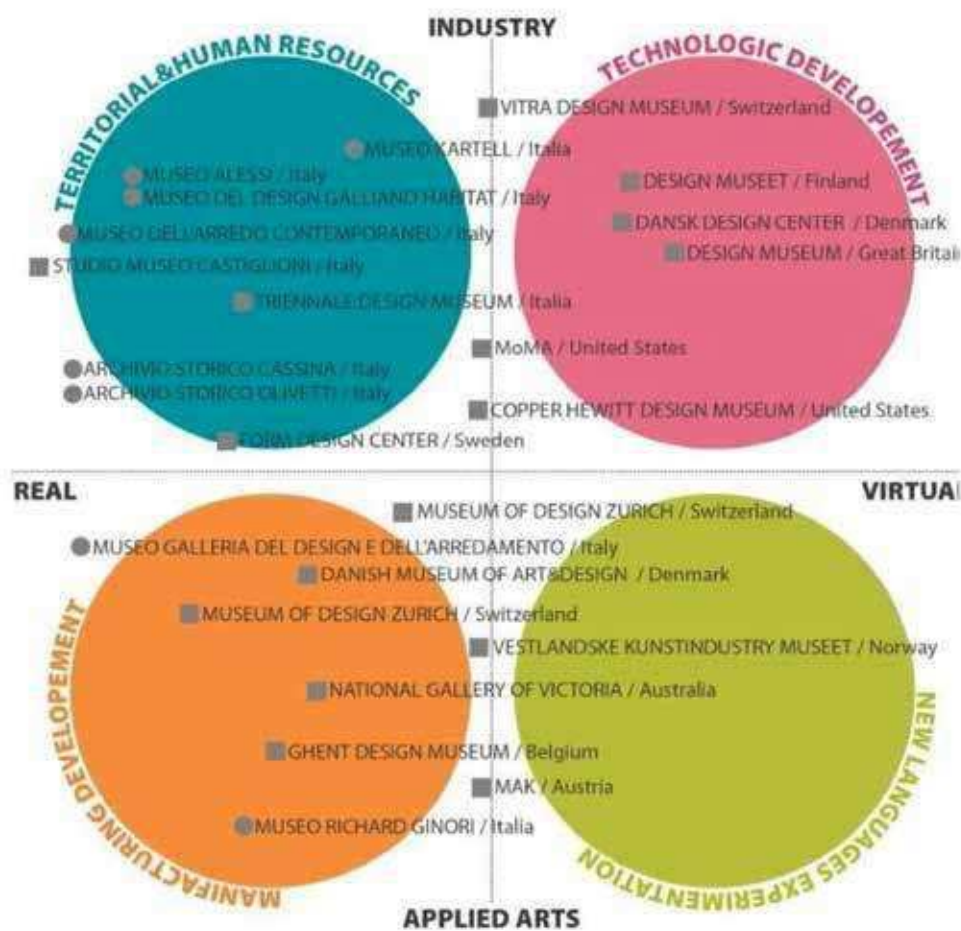 INDUSTRY
TERRITORIAL&HUMAN RESOURCES
TECHNOLOGIC DEVELOPEMENT
VITRA DESIGN MUSEUM / Switzerland
MUSEO KARTELL / Italia
MUSEO ALESSI / Italy
DESIGN MUSEET / Finland
MUSEO DEL DESIGN GALLIANO HABITAT / Italy
DANSK DESIGN CENTER / Denmark
MUSEO DELL'ARREDO CONTEMPORANEO / Italy
DESIGN MUSEUM / Great Britai
STUDIO MUSEO CASTIGLIONI / Italy
TRIENNALE DESIGN MUSEUM / Italia
MoMA / United States
ARCHIVIO STORICO CASSINA / Italy
ARCHIVIO STORICO OLIVETTI / Italy
COPPER HEWITT DESIGN MUSEUM / United States
FORM DESIGN CENTER / Sweden
REAL
VIRTUA
MUSEUM OF DESIGN ZURICH / Switzerland
MUSEO GALLERIA DEL DESIGN E DELL'ARREDAMENTO / Italy
DANISH MUSEUM OF ART&DESIGN / Denmark
MUSEUM OF DESIGN ZURICH / Switzerland
VESTLANDSKE KUNSTINDUSTRY MUSEET / Norway
NATIONAL GALLERY OF VICTORIA / Australia
GHENT DESIGN MUSEUM / Belgium
MAK / Austria
MUSEO RICHARD GINORI / Italia
MANIFACTURING DEVELOPEMENT
NEW LANGUAGES EXPERIMENTATION
APPLIED ARTS